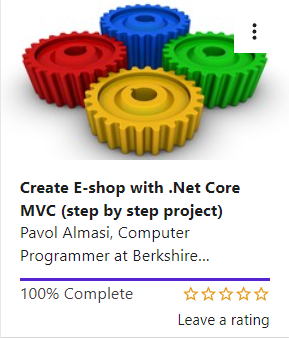 Create E-shop with .Net Core
MVC (step by step project)
Pavol Almasi, Computer
Programmer at Berkshire...
100% Complete
Leave a rating